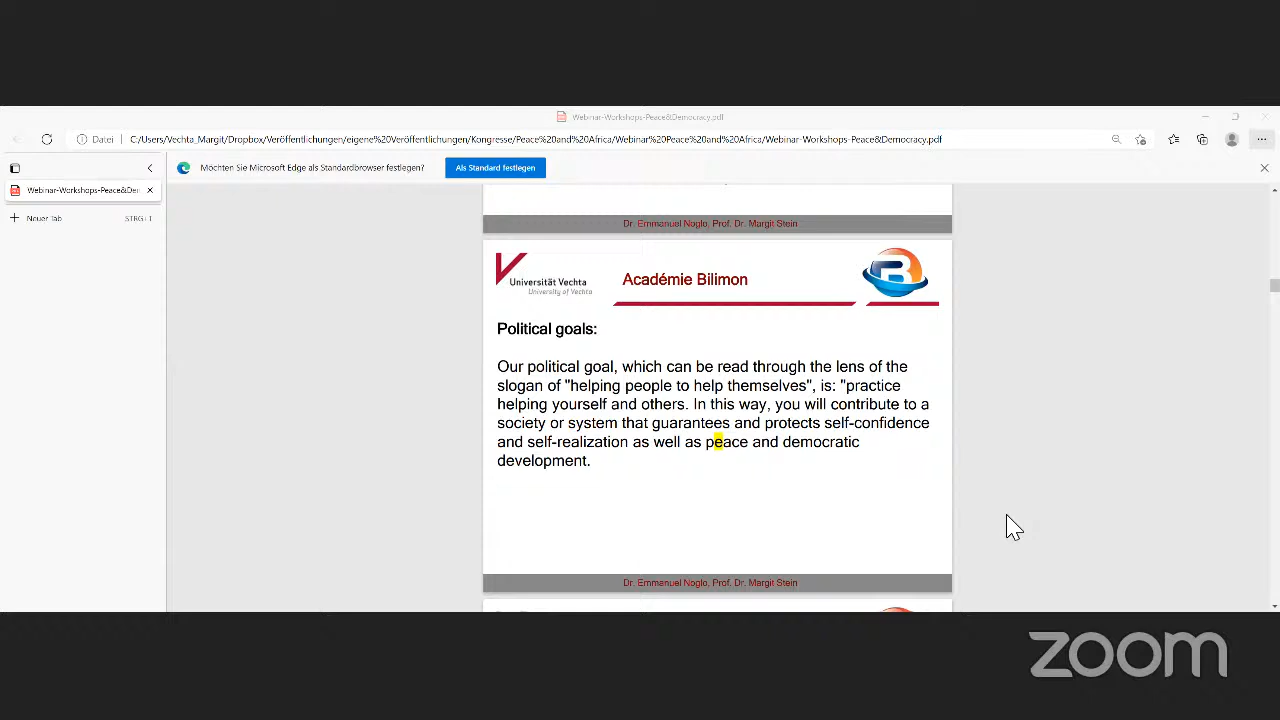 Webinar-Workshops-Peace&Democracy.pdf
Datei C:/Users/Vechta_Margit/Dropbox/Veröffentlichungen/eigene%20Veröffentlichungen/Kongresse/Peace%20and%20Africa/Webinar%20Peace%20and%20Africa/Webinar-Workshops-Peace&Democracy.pdf
Möchten Sie Microsoft Edge als Standardbrowser festlegen? Als Standard festlegen
Webinar-Workshops-Peace&Den
Neuer Tab STRG+T
Dr. Emmanuel Noglo, Prof. Dr. Margit Stein
Universität Vechta
University of Vechta
Académie Bilimon
B
Political goals:
Our political goal, which can be read through the lens of the
slogan of "helping people to help themselves", is: "practice
helping yourself and others. In this way, you will contribute to a
society or system that guarantees and protects self-confidence
and self-realization as well as peace and democratic
development.
Dr. Emmanuel Noglo, Prof. Dr. Margit Stein
zoom